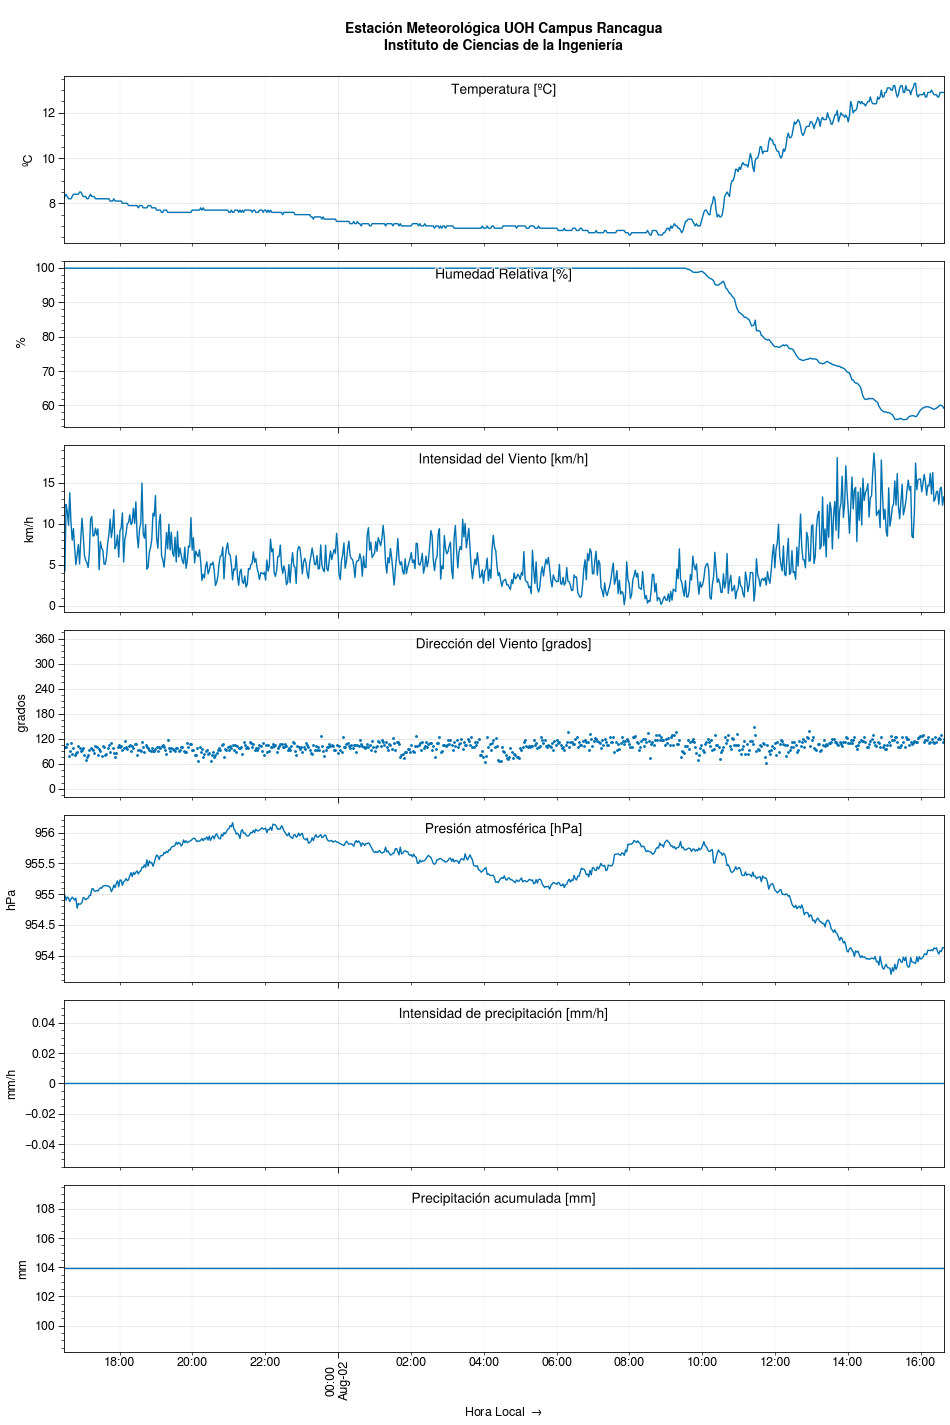 Estación Meteorológica UOH Campus Rancagua
Instituto de Ciencias de la Ingeniería
Temperatura [ºC]
ºC
12
10
8
Humedad Relativa [%]
%
100
90
80
70
60
Intensidad del Viento [km/h]
km/h
15
10
5
0
Dirección del Viento [grados]
grados
360
300
240
180
120
60
0
Presión atmosférica [hPa]
hPa
956
955.5
955
954.5
954
Intensidad de precipitación [mm/h]
mm/h
0.04
0.02
0
−0.02
−0.04
Precipitación acumulada [mm]
mm
108
106
104
102
100
18:00 20:00 22:00 00:00 02:00 04:00 06:00 08:00 10:00 12:00 14:00 16:00
Aug-02
Hora Local →